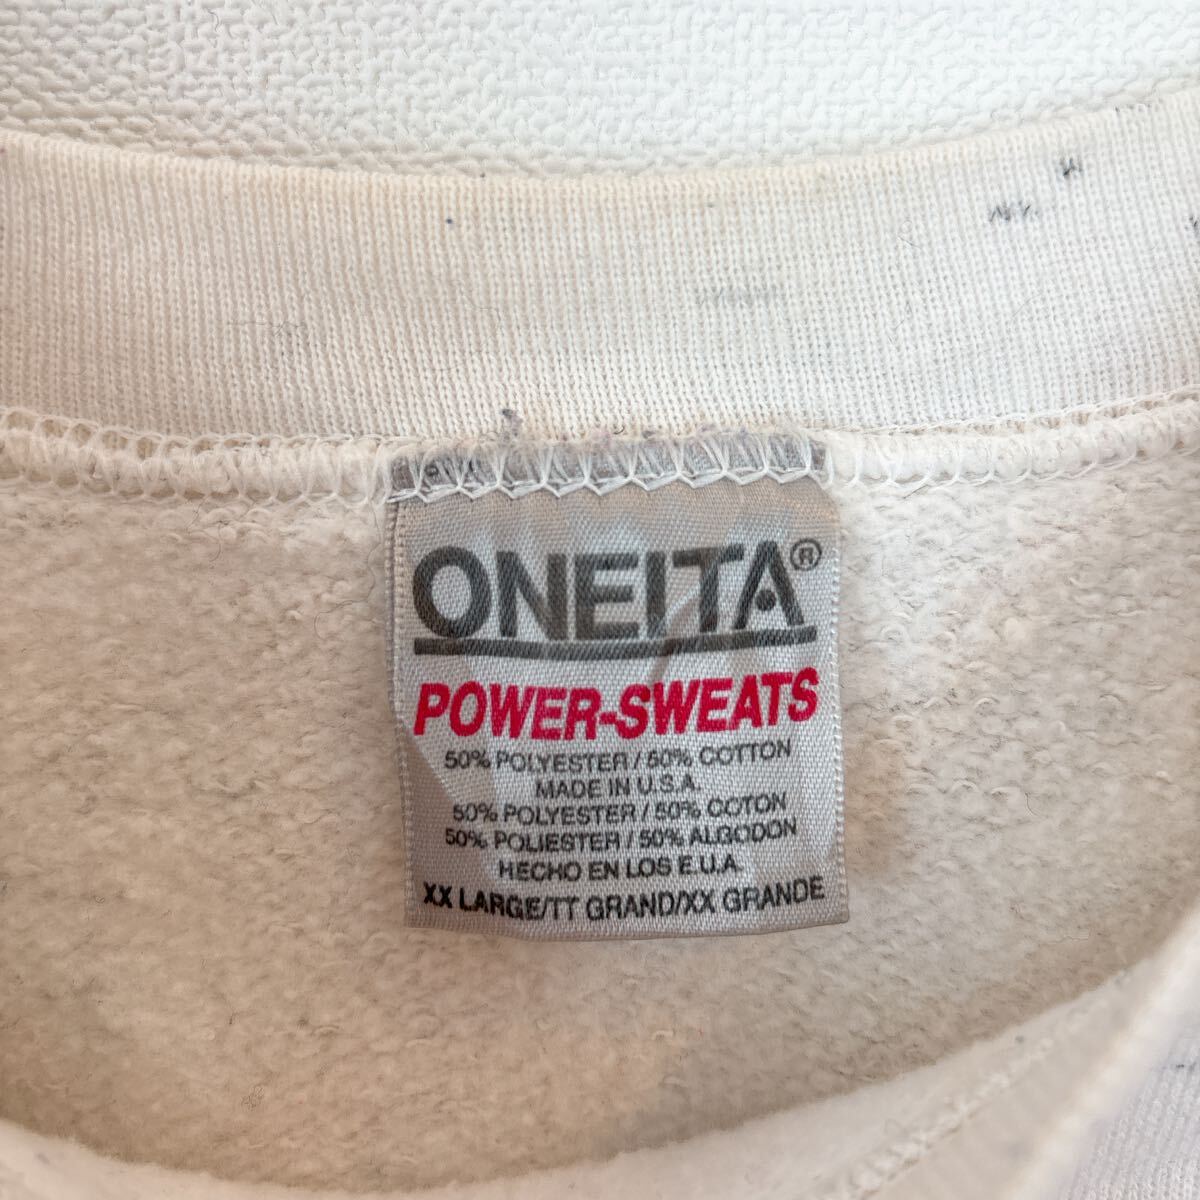 ONEITA®
POWER-SWEATS
50% POLYESTER / 50% COTTON
MADE IN U.S.A.
50% POLYESTER / 50% COTON
50% POLIESTER / 50% ALGODON
HECHO EN LOS E.U.A.
XX LARGE/TT GRAND/XX GRANDE